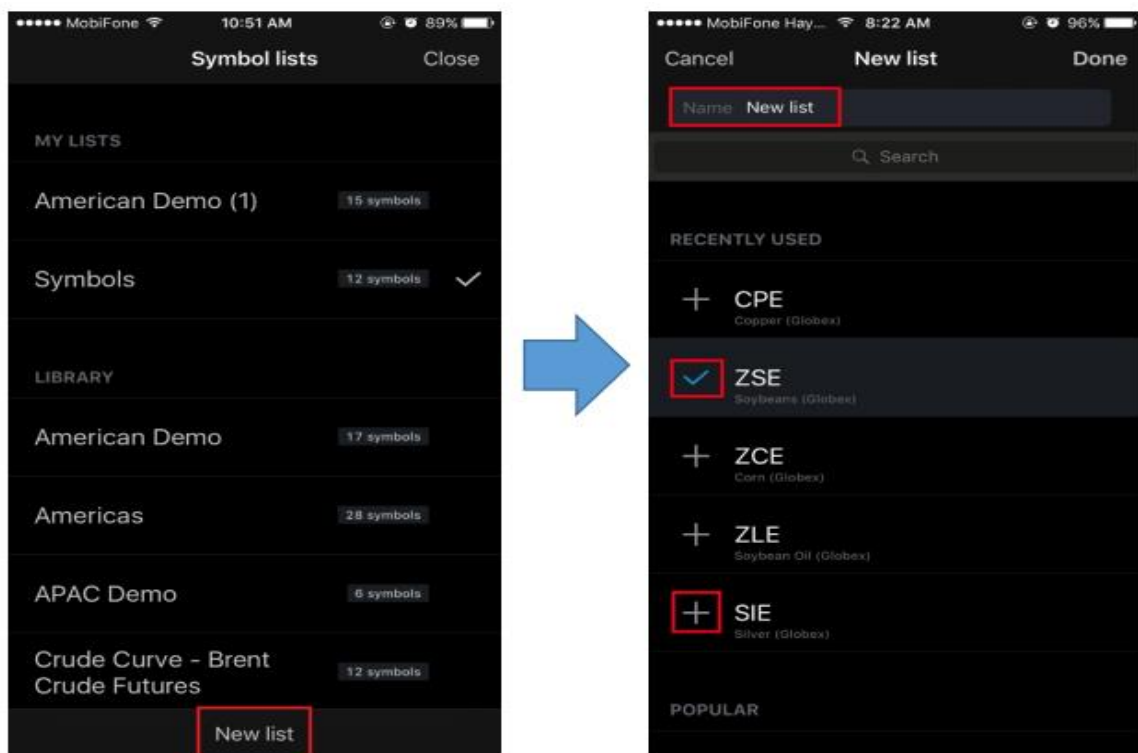 MobiFone 10:51 AM 89%
Symbol lists Close
MY LISTS
American Demo (1) 15 symbols
Symbols 12 symbols
LIBRARY
American Demo 17 symbols
Americas 28 symbols
APAC Demo 6 symbols
Crude Curve - Brent
Crude Futures 12 symbols
New list
MobiFone Hay... 8:22 AM 96%
Cancel New list Done
Name New list
Search
RECENTLY USED
CPE
Copper (Globex)
ZSE
Soybeans (Globex)
ZCE
Corn (Globex)
ZLE
Soybean Oil (Globex)
SIE
Silver (Globex)
POPULAR